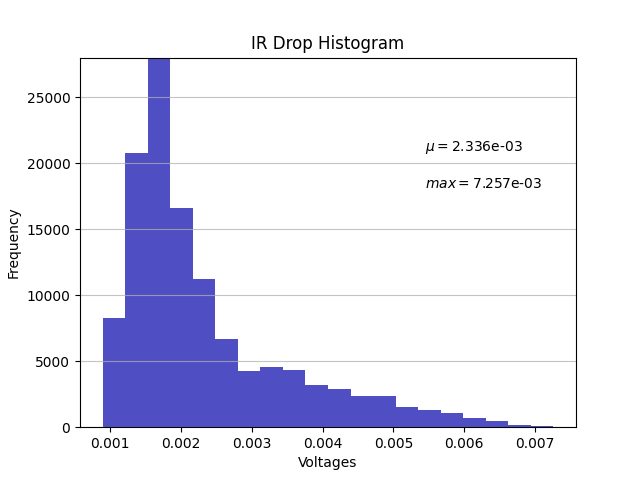 IR Drop Histogram
25000
20000
15000
10000
5000
0
Frequency
μ = 2.336e-03
max = 7.257e-03
0.001 0.002 0.003 0.004 0.005 0.006 0.007
Voltages